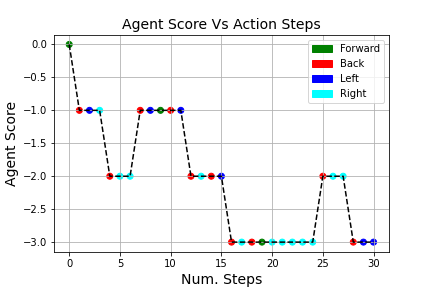 Agent Score Vs Action Steps
Forward
Back
Left
Right
Agent Score
0.0
−0.5
−1.0
−1.5
−2.0
−2.5
−3.0
0 5 10 15 20 25 30
Num. Steps